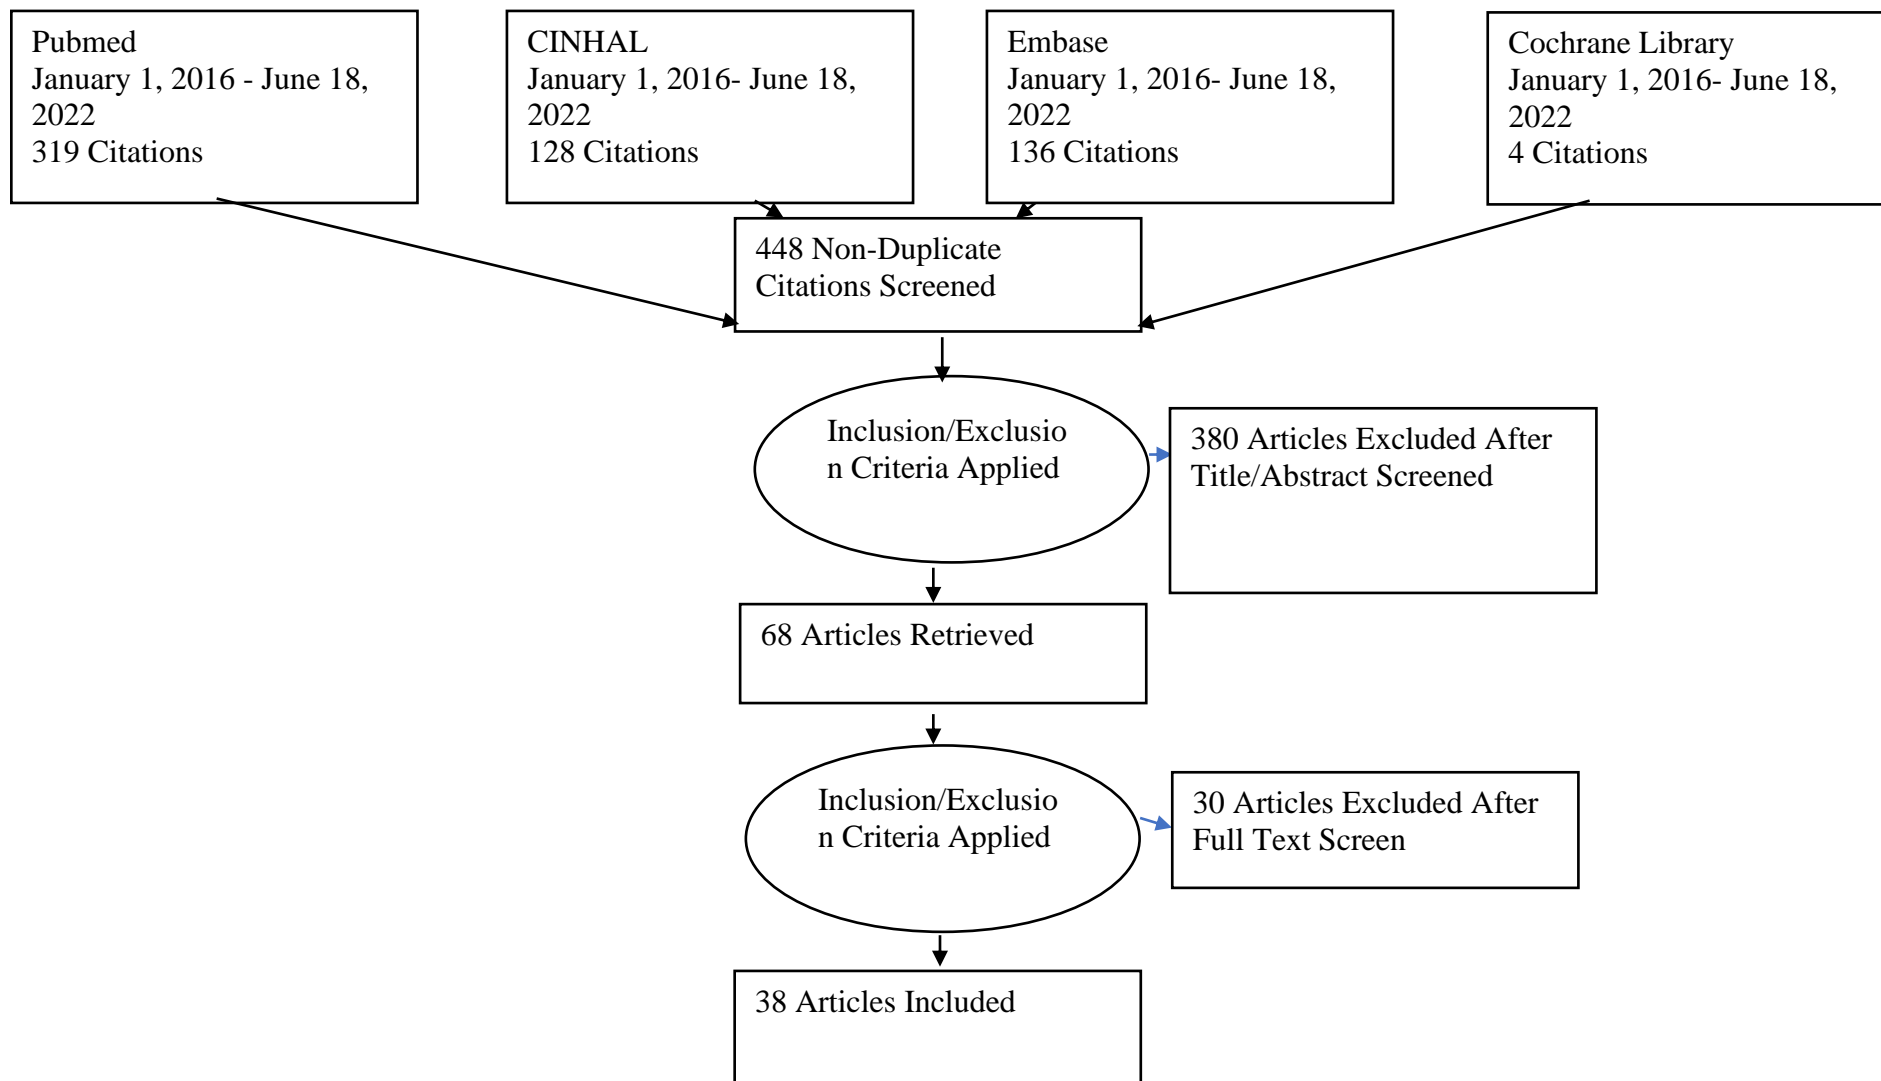 Pubmed
January 1, 2016 - June 18,
2022
319 Citations
CINHAL
January 1, 2016- June 18,
2022
128 Citations
Embase
January 1, 2016- June 18,
2022
136 Citations
Cochrane Library
January 1, 2016- June 18,
2022
4 Citations
448 Non-Duplicate
Citations Screened
Inclusion/Exclusio
n Criteria Applied
380 Articles Excluded After
Title/Abstract Screened
68 Articles Retrieved
Inclusion/Exclusio
n Criteria Applied
30 Articles Excluded After
Full Text Screen
38 Articles Included